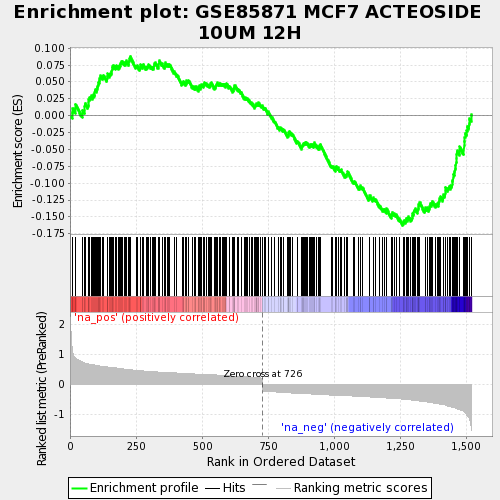 Enrichment plot: GSE85871 MCF7 ACTEOSIDE
10UM 12H
Enrichment score (ES)
0.100
0.075
0.050
0.025
0.000
-0.025
-0.050
-0.075
-0.100
-0.125
-0.150
-0.175
'na_pos' (positively correlated)
Ranked list metric (PreRanked)
2
1
0
-1
Zero cross at 726
'na_neg' (negatively correlated)
0
250
500
750
1,000
1,250
1,500
Rank in Ordered Dataset
Enrichment profile
Hits
Ranking metric scores